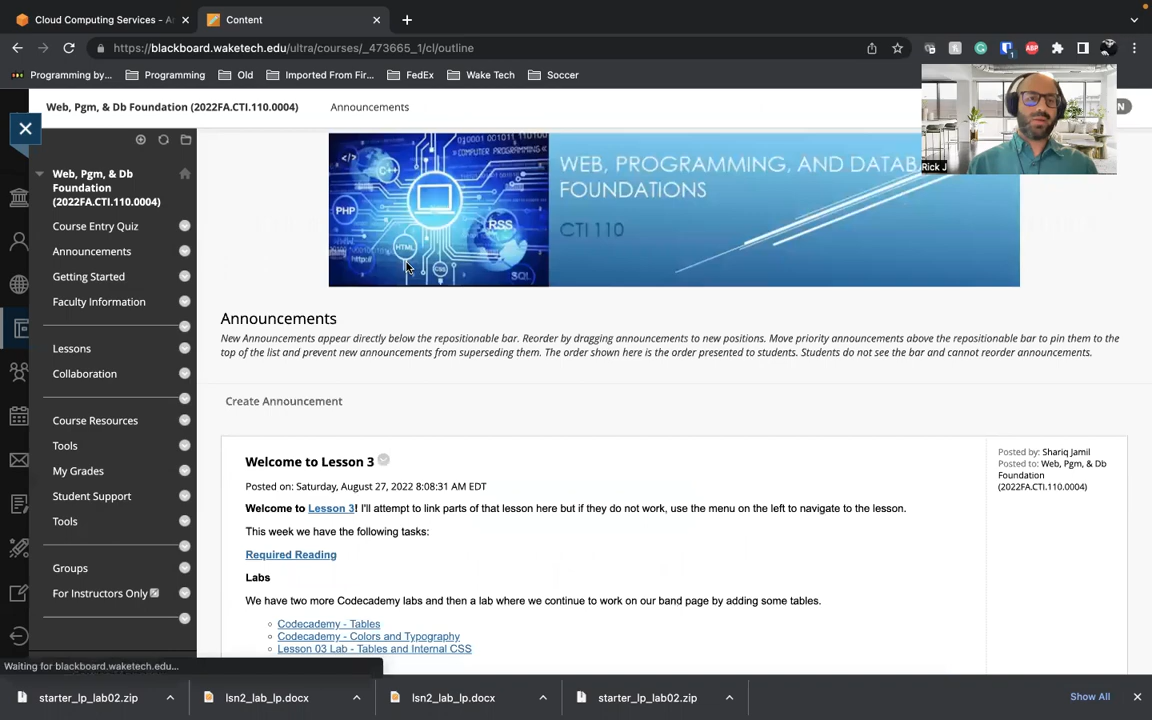 Cloud Computing Services - A
Content
https://blackboard.waketech.edu/ultra/courses/_473665_1/cl/outline
Programming by...
Programming
Old
Imported From Fir...
FedEx
Wake Tech
Soccer
Web, Pgm, & Db Foundation (2022FA.CTI.110.0004)
Announcements
N
Rick J
Web, Pgm, & Db
Foundation
(2022FA.CTI.110.0004)
Course Entry Quiz
Announcements
Getting Started
Faculty Information
Lessons
Collaboration
Course Resources
Tools
My Grades
Student Support
Tools
Groups
For Instructors Only
COMPUTER PROGRAMMING
</>
C++
PHP
RSS
HTML
http://
CSS
SQL
WEB, PROGRAMMING, AND DATAB
FOUNDATIONS
CTI 110
Announcements
New Announcements appear directly below the repositionable bar. Reorder by dragging announcements to new positions. Move priority announcements above the repositionable bar to pin them to the
top of the list and prevent new announcements from superseding them. The order shown here is the order presented to students. Students do not see the bar and cannot reorder announcements.
Create Announcement
Welcome to Lesson 3
Posted on: Saturday, August 27, 2022 8:08:31 AM EDT
Welcome to Lesson 3! I'll attempt to link parts of that lesson here but if they do not work, use the menu on the left to navigate to the lesson.
This week we have the following tasks:
Required Reading
Labs
We have two more Codecademy labs and then a lab where we continue to work on our band page by adding some tables.
Codecademy - Tables
Codecademy - Colors and Typography
Lesson 03 Lab - Tables and Internal CSS
Posted by: Shariq Jamil
Posted to: Web, Pgm, & Db
Foundation
(2022FA.CTI.110.0004)
Waiting for blackboard.waketech.edu...
starter_lp_lab02.zip
lsn2_lab_lp.docx
lsn2_lab_lp.docx
starter_lp_lab02.zip
Show All